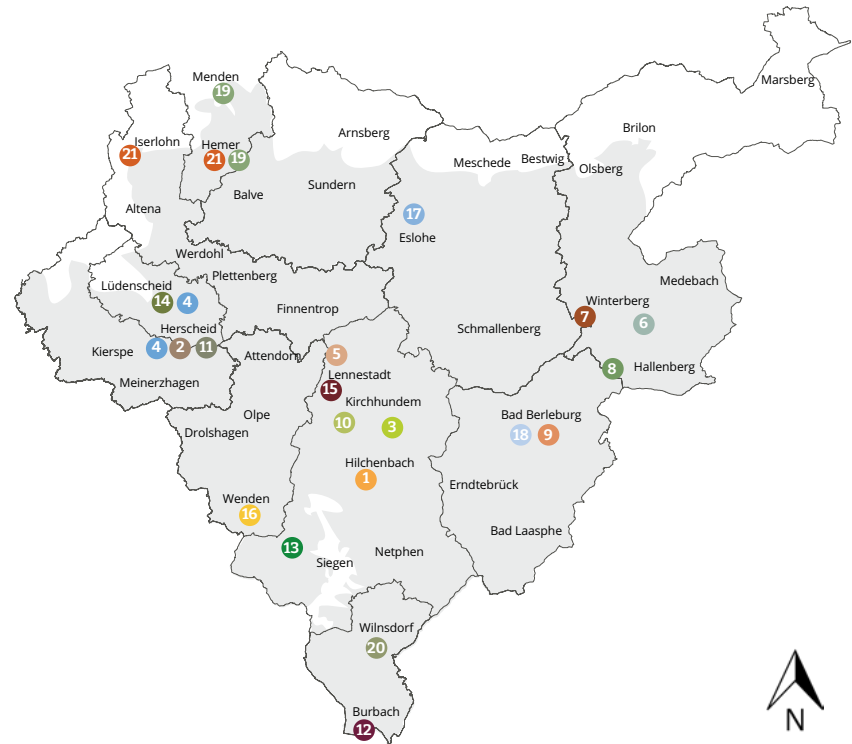 Menden
19
Marsberg
Iserlohn
21
Hemer
21
19
Arnsberg
Brilon
Meschede
Bestwig
Olsberg
Balve
Sundern
Altena
17
Eslohe
Werdohl
Plettenberg
Lüdenscheid
14
4
Finnentrop
Medebach
Winterberg
7
6
Herscheid
Schmallenberg
Kierspe
4
2
11
Attendorn
5
Meinerzhagen
Lennestadt
15
8
Hallenberg
Kirchhundem
10
3
Olpe
Drolshagen
Bad Berleburg
18
9
Hilchenbach
1
Erndtebrück
Wenden
16
Bad Laasphe
13
Siegen
Netphen
Wilnsdorf
20
Burbach
12
N